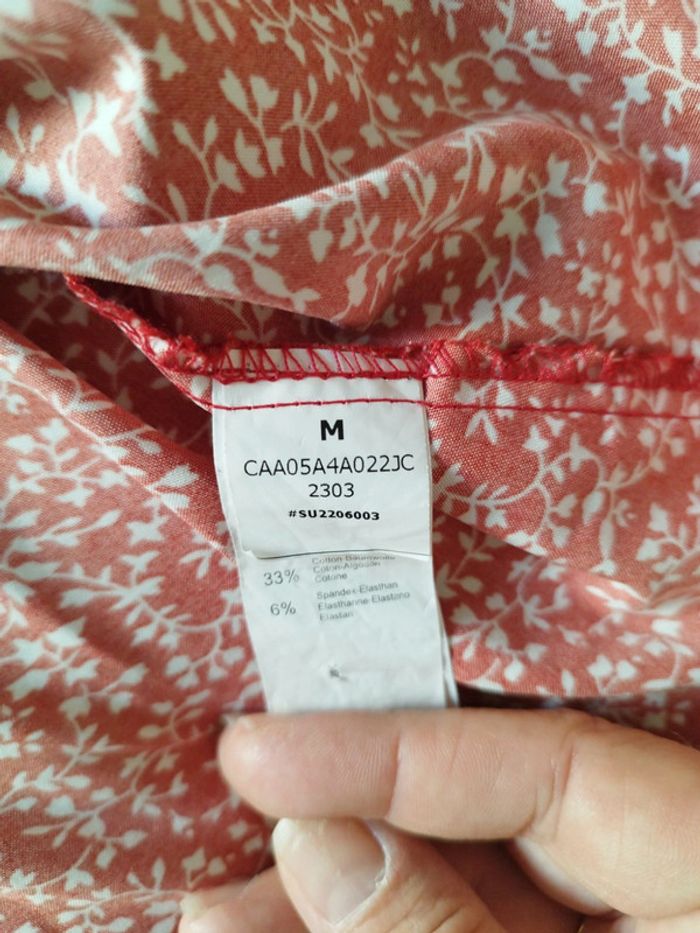 M
CAA05A4A022JC
2303
#SU2206003
Cotton-Baumwolle
Coton-Algodón
33% Cotone
Spandex-Elasthan
6% Elasthanne-Elastano
Elastan